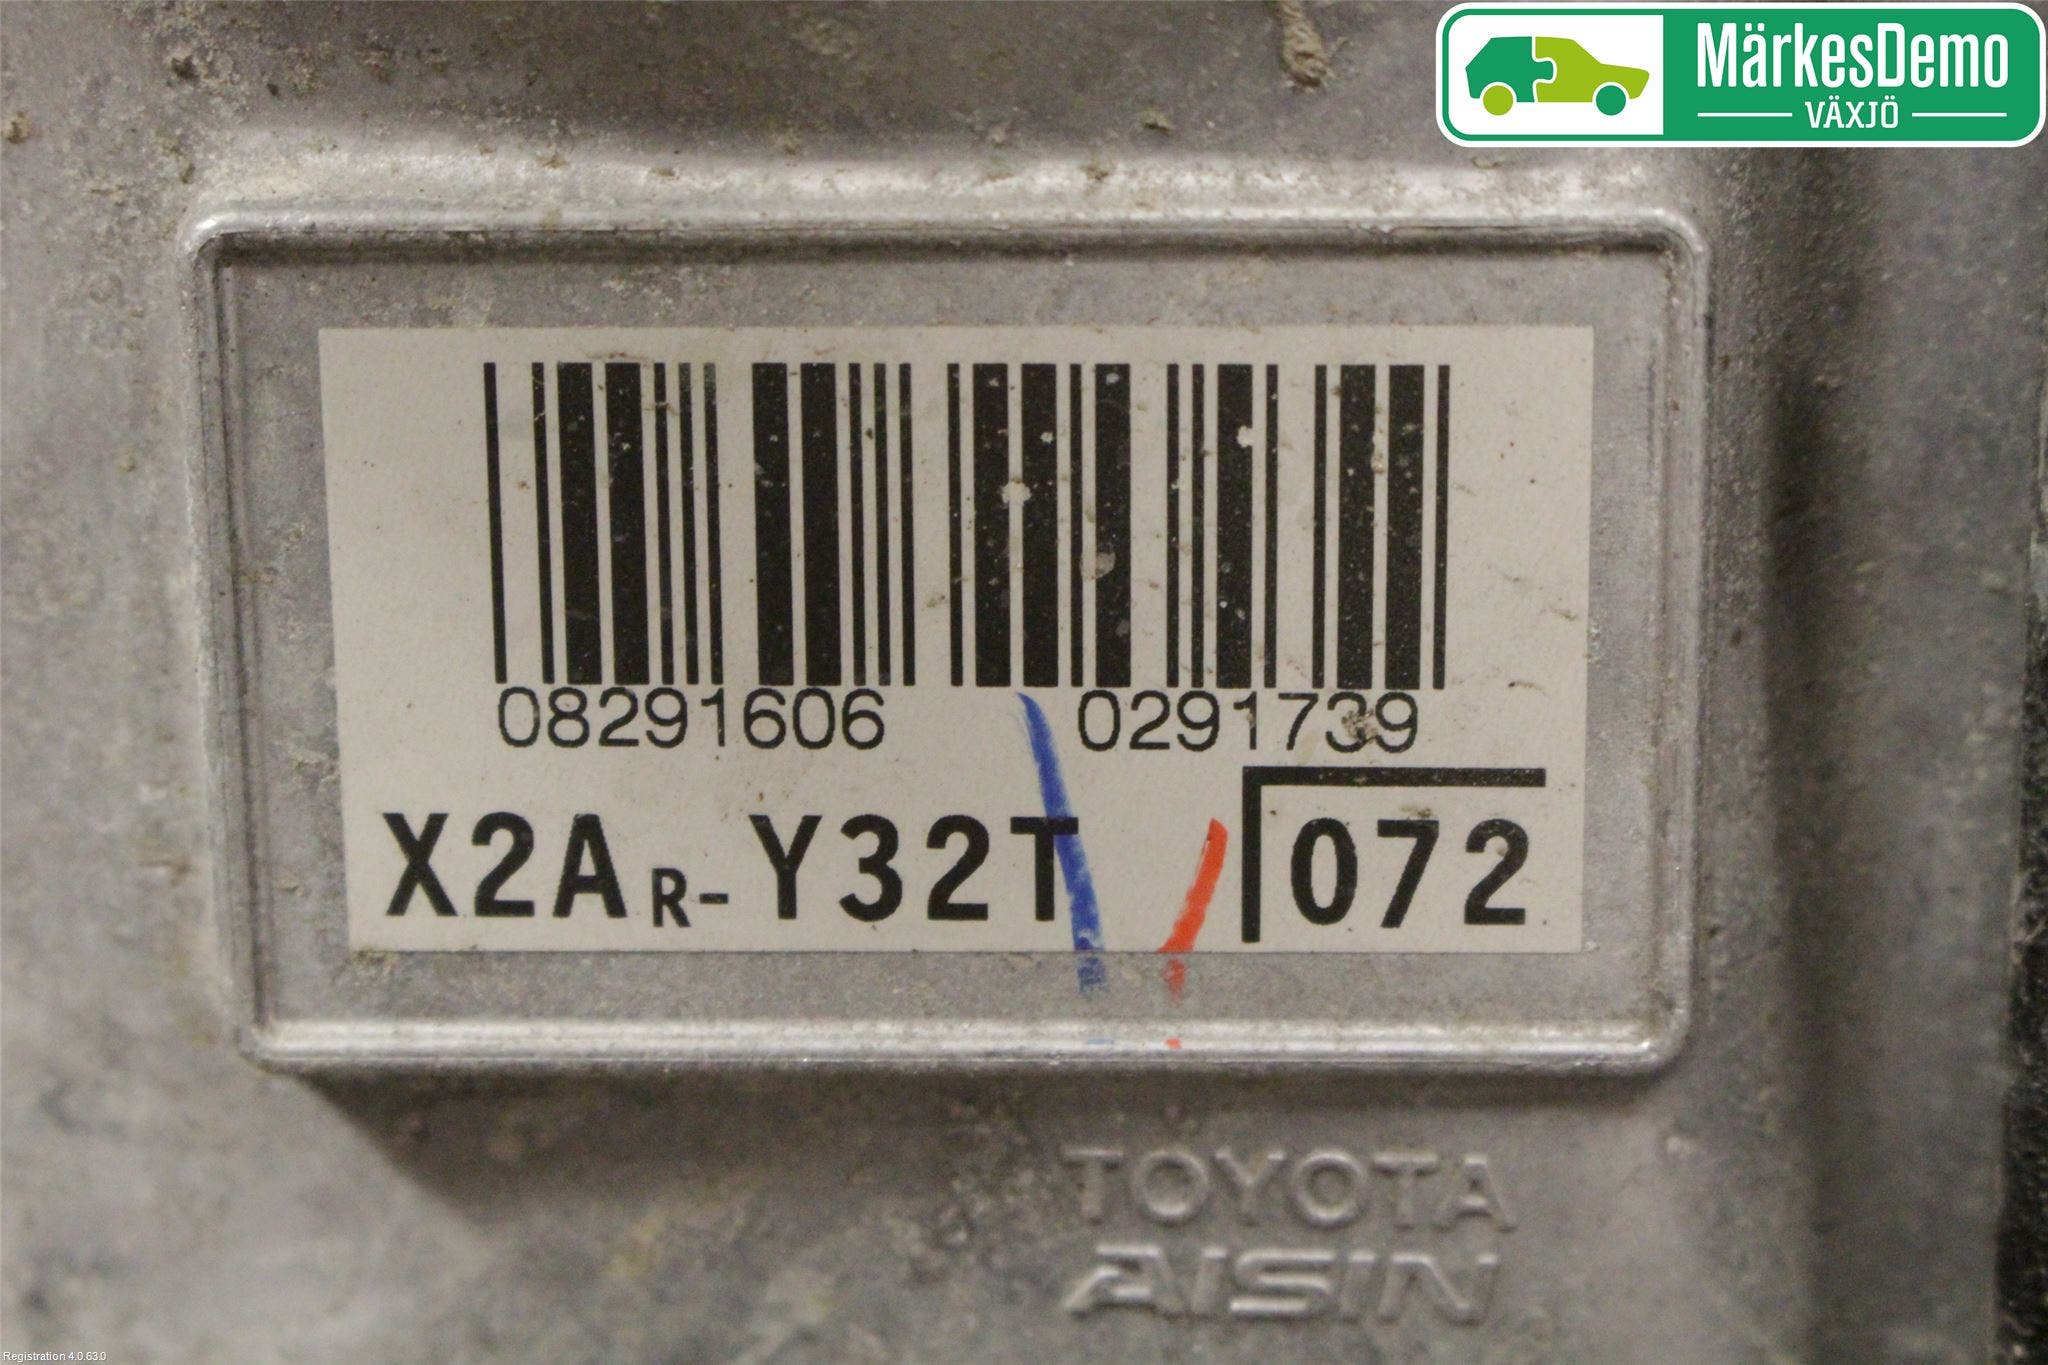 MärkesDemo
VÄXJÖ
08291606 0291739
X2AR-Y32T 072
TOYOTA
AISIN
Registration 4.0.63.0